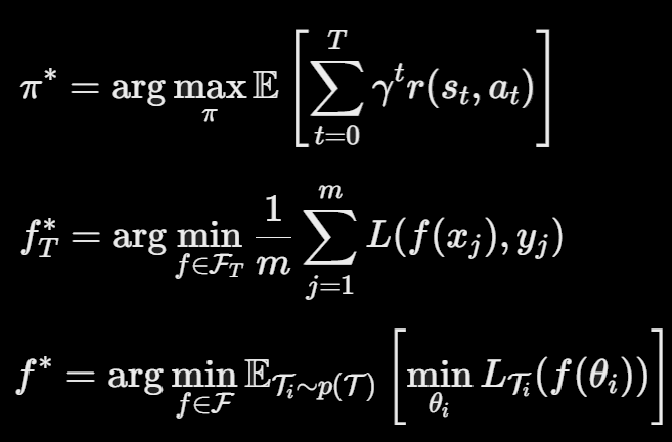 π* = arg max_π 𝔼 [ ∑_{t=0}^{T} γ^t r(s_t, a_t) ]
f*_T = arg min_{f∈ℱ_T} 1/m ∑_{j=1}^{m} L(f(x_j), y_j)
f* = arg min_{f∈ℱ} 𝔼_{𝒯_i∼p(𝒯)} [ min_{θ_i} L_{𝒯_i}(f(θ_i)) ]